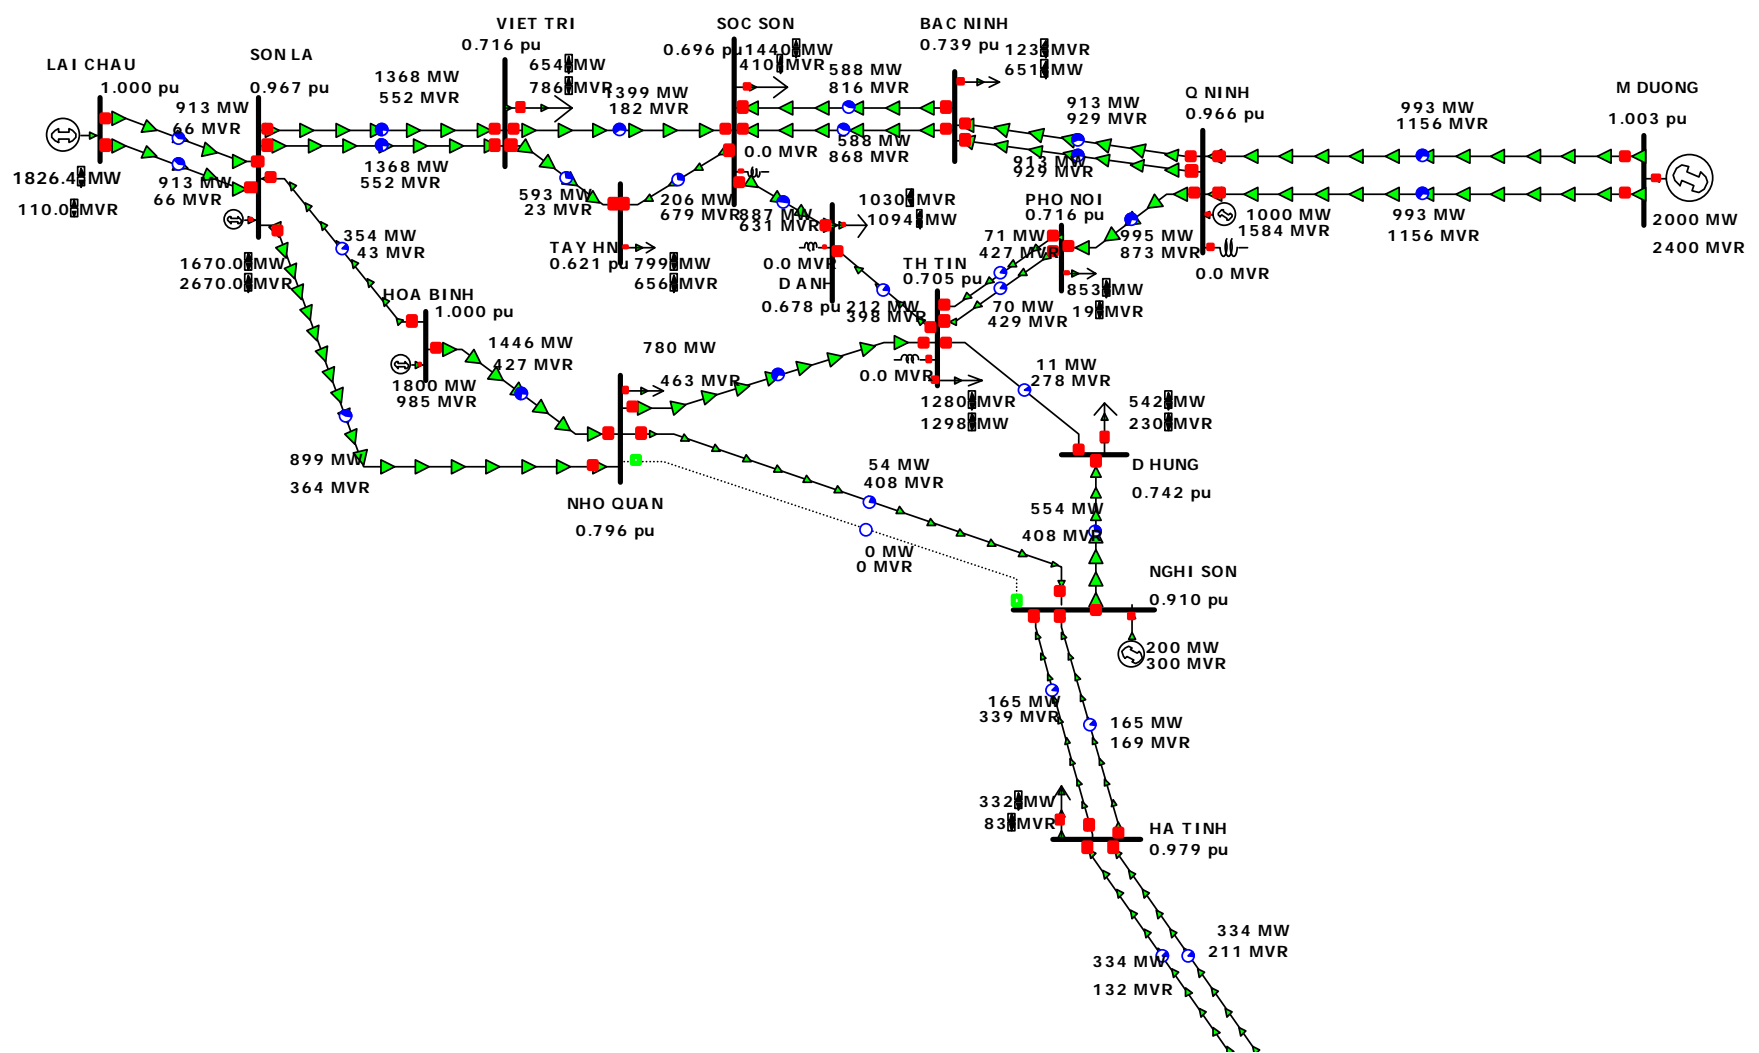 LAI CHAU
1.000 pu
SON LA
0.967 pu
VIET TRI
0.716 pu
SOC SON
0.696 pu
BAC NINH
0.739 pu
Q NINH
0.966 pu
M DUONG
1.003 pu
913 MW
66 MVR
913 MW
66 MVR
1826.4 MW
110.0 MVR
1368 MW
552 MVR
1368 MW
552 MVR
654 MW
786 MVR
1399 MW
182 MVR
1440 MW
410 MVR
588 MW
816 MVR
588 MW
868 MVR
123 MVR
651 MW
913 MW
929 MVR
913 MW
929 MVR
993 MW
1156 MVR
993 MW
1156 MVR
2000 MW
2400 MVR
1000 MW
1584 MVR
0.0 MVR
0.0 MVR
593 MW
23 MVR
206 MW
679 MVR
887 MW
631 MVR
1030 MVR
1094 MW
PHO NOI
0.716 pu
995 MW
873 MVR
71 MW
427 MVR
70 MW
429 MVR
853 MW
19 MVR
TAY HN
0.621 pu
799 MW
656 MVR
0.0 MVR
D ANH
0.678 pu
TH TIN
0.705 pu
212 MW
398 MVR
1670.0 MW
2670.0 MVR
354 MW
43 MVR
HOA BINH
1.000 pu
1446 MW
427 MVR
1800 MW
985 MVR
780 MW
463 MVR
0.0 MVR
1280 MVR
1298 MW
11 MW
278 MVR
542 MW
230 MVR
D HUNG
0.742 pu
899 MW
364 MVR
NHO QUAN
0.796 pu
54 MW
408 MVR
0 MW
0 MVR
554 MW
408 MVR
NGHI SON
0.910 pu
200 MW
300 MVR
165 MW
339 MVR
165 MW
169 MVR
332 MW
83 MVR
HA TINH
0.979 pu
334 MW
211 MVR
334 MW
132 MVR